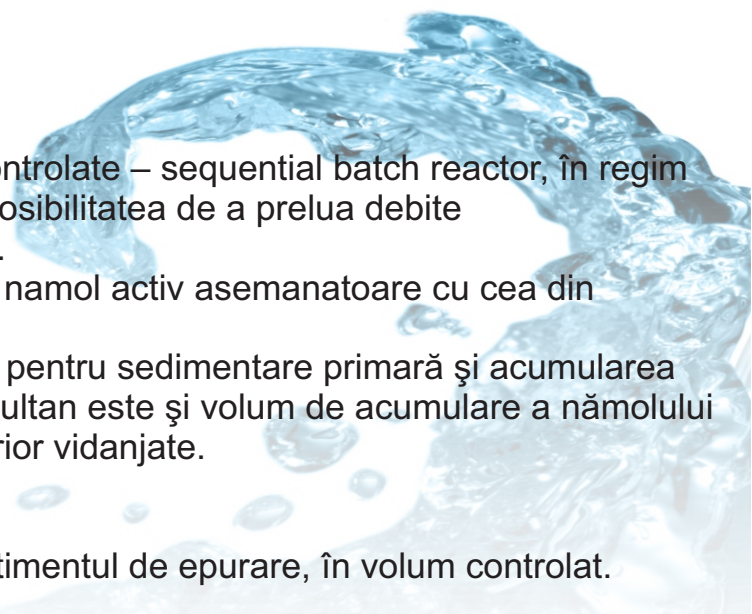 ntrolate – sequential batch reactor, în regim
osibilitatea de a prelua debite
.
namol activ asemanatoare cu cea din
pentru sedimentare primară şi acumularea
ultan este şi volum de acumulare a nămolului
rior vidanjate.
timentul de epurare, în volum controlat.